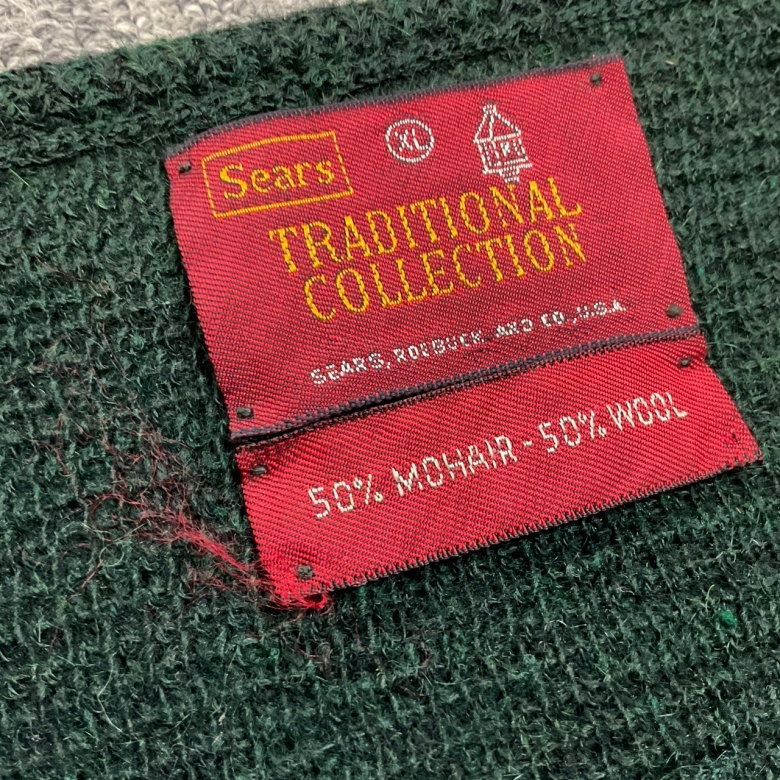 Sears
XL
TRADITIONAL
COLLECTION
SEARS, ROEBUCK AND CO., U.S.A.
50% MOHAIR - 50% WOOL